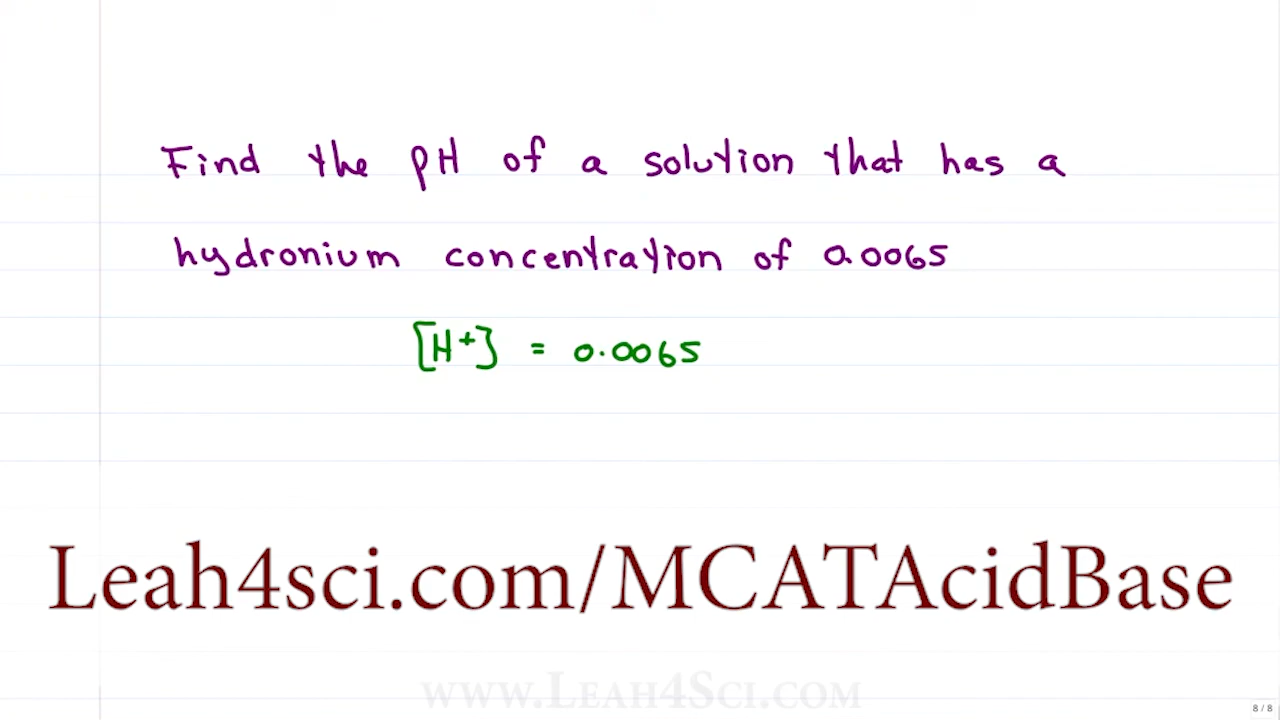 Find the pH of a solution that has a
hydronium concentration of 0.0065
[H+] = 0.0065
Leah4sci.com/MCATAcidBase
www.Leah4Sci.com
8 / 8